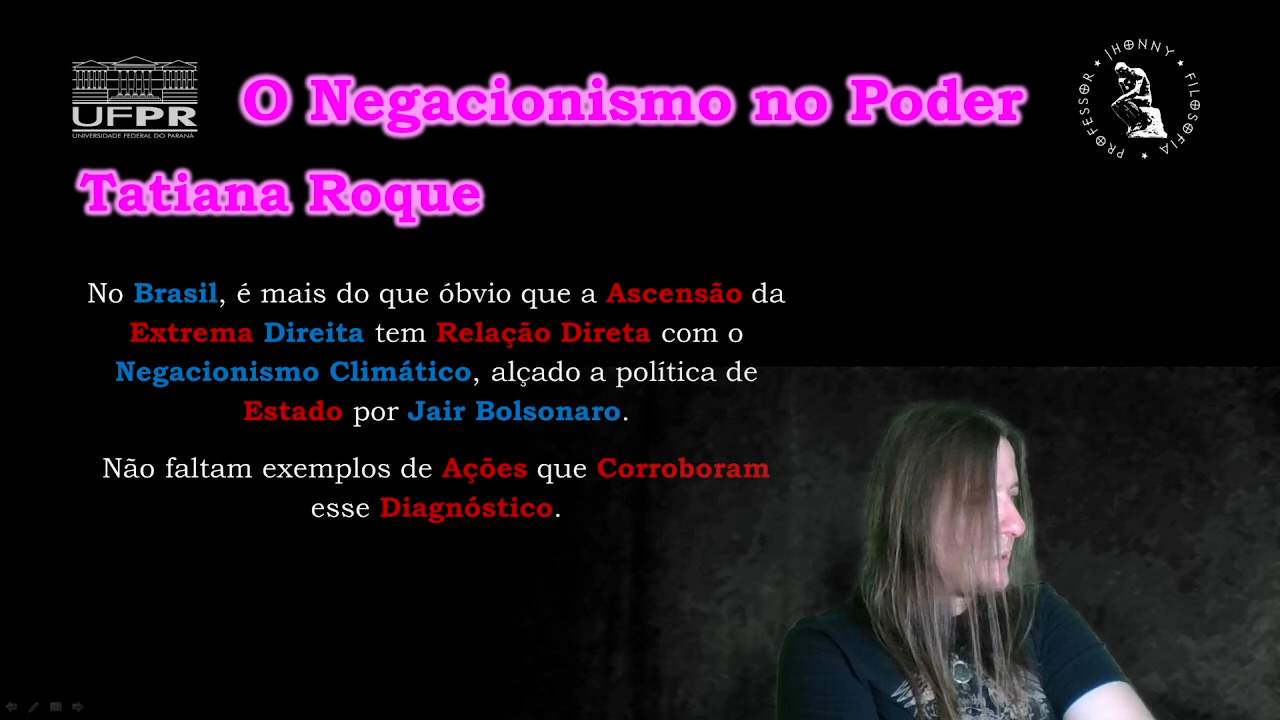 UFPR
UNIVERSIDADE FEDERAL DO PARANÁ
O Negacionismo no Poder
PROFESSOR ★ JHONNY ★ FILOSOFIA ★
Tatiana Roque
No Brasil, é mais do que óbvio que a Ascensão da
Extrema Direita tem Relação Direta com o
Negacionismo Climático, alçado a política de
Estado por Jair Bolsonaro.
Não faltam exemplos de Ações que Corroboram
esse Diagnóstico.